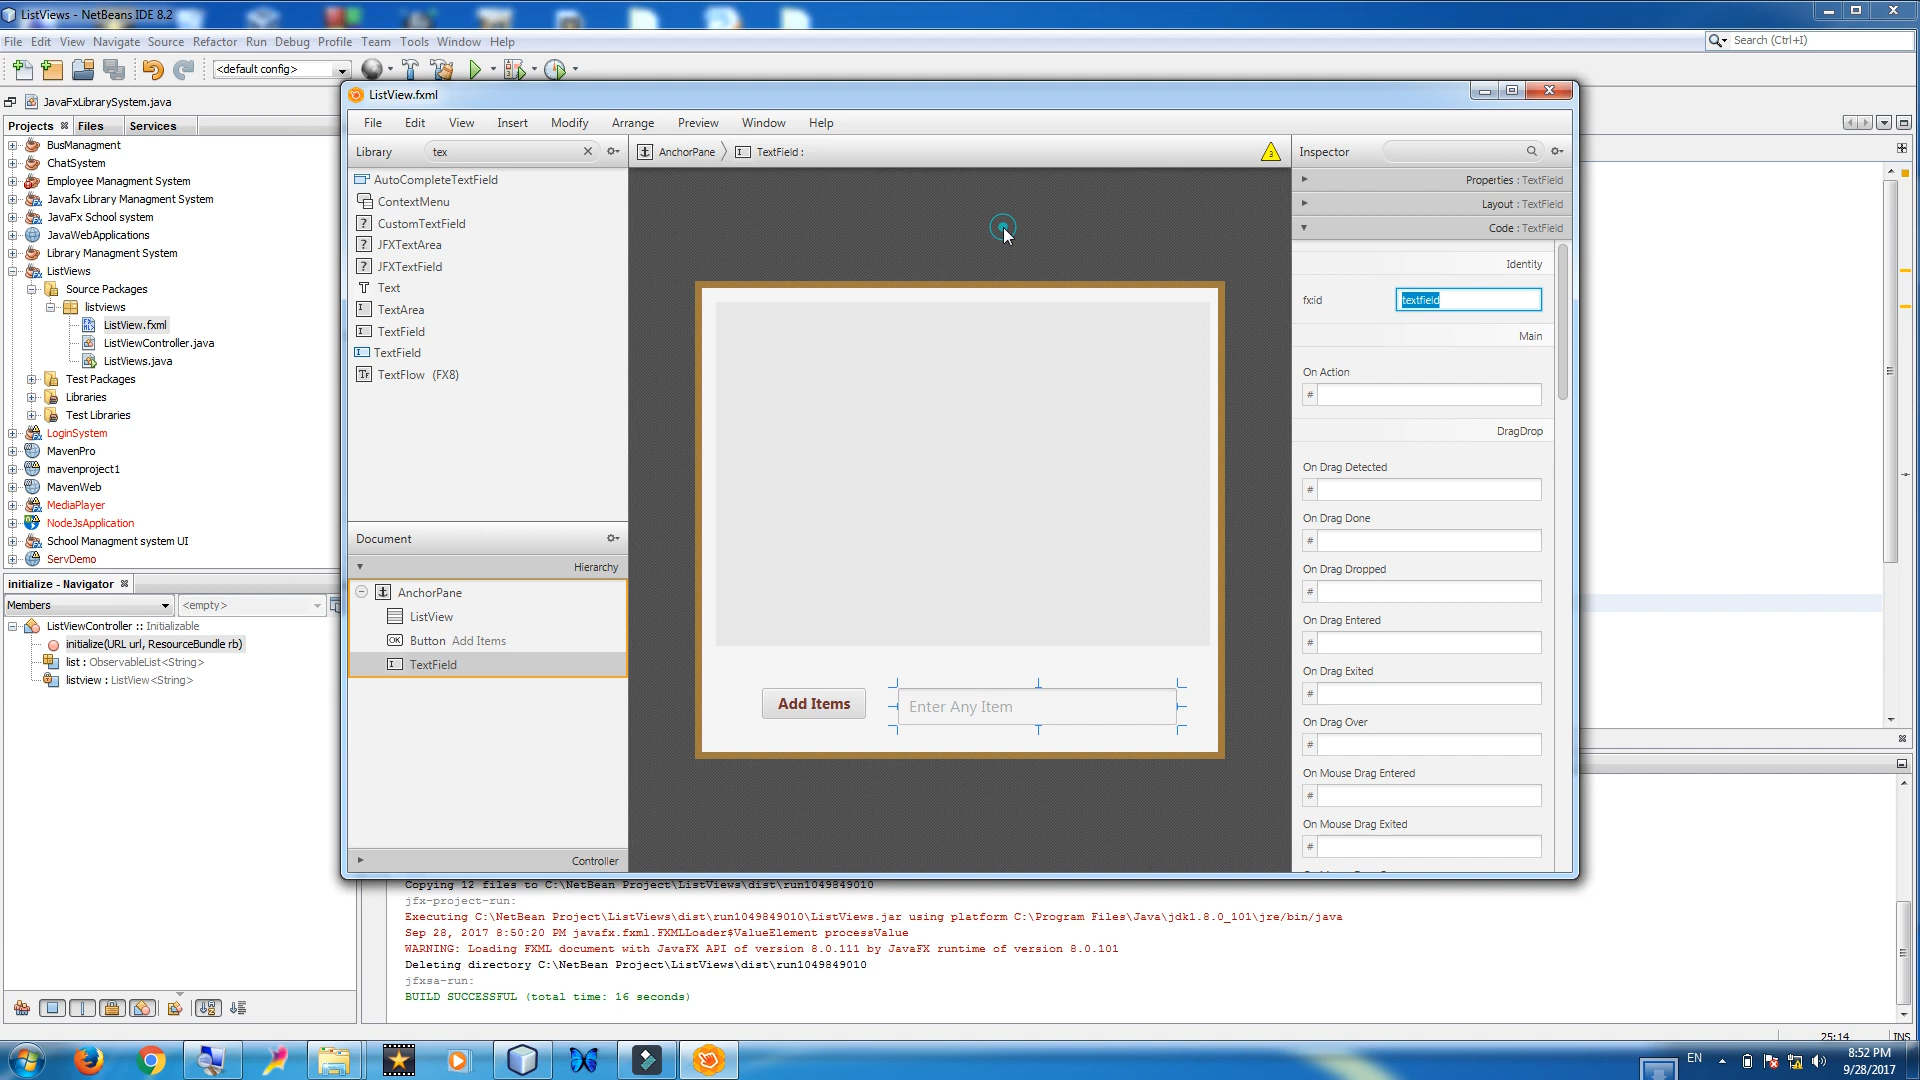 ListViews - NetBeans IDE 8.2
File Edit View Navigate Source Refactor Run Debug Profile Team Tools Window Help
Search (Ctrl+I)
<default config>
JavaFxLibrarySystem.java
Projects Files Services
BusManagment
ChatSystem
Employee Managment System
Javafx Library Managment System
JavaFx School system
JavaWebApplications
Library Managment System
ListViews
Source Packages
listviews
ListView.fxml
ListViewController.java
ListViews.java
Test Packages
Libraries
Test Libraries
LoginSystem
MavenPro
mavenproject1
MavenWeb
MediaPlayer
NodeJsApplication
School Managment system UI
ServDemo
initialize - Navigator
Members <empty>
ListViewController :: Initializable
initialize(URL url, ResourceBundle rb)
list : ObservableList<String>
listview : ListView<String>
ListView.fxml
File Edit View Insert Modify Arrange Preview Window Help
Library tex
AutoCompleteTextField
ContextMenu
CustomTextField
JFXTextArea
JFXTextField
Text
TextArea
TextField
TextField
TextFlow (FX8)
Document
Hierarchy
AnchorPane
ListView
Button Add Items
TextField
Controller
AnchorPane TextField :
3
Add Items
Enter Any Item
Inspector
Properties : TextField
Layout : TextField
Code : TextField
Identity
fx:id textfield
Main
On Action
#
DragDrop
On Drag Detected
#
On Drag Done
#
On Drag Dropped
#
On Drag Entered
#
On Drag Exited
#
On Drag Over
#
On Mouse Drag Entered
#
On Mouse Drag Exited
#
Copying 12 files to C:\NetBean Project\ListViews\dist\run1049849010
jfx-project-run:
Executing C:\NetBean Project\ListViews\dist\run1049849010\ListViews.jar using platform C:\Program Files\Java\jdk1.8.0_101\jre/bin/java
Sep 28, 2017 8:50:20 PM javafx.fxml.FXMLLoader$ValueElement processValue
WARNING: Loading FXML document with JavaFX API of version 8.0.111 by JavaFX runtime of version 8.0.101
Deleting directory C:\NetBean Project\ListViews\dist\run1049849010
jfxsa-run:
BUILD SUCCESSFUL (total time: 16 seconds)
25:14 INS
EN
8:52 PM
9/28/2017